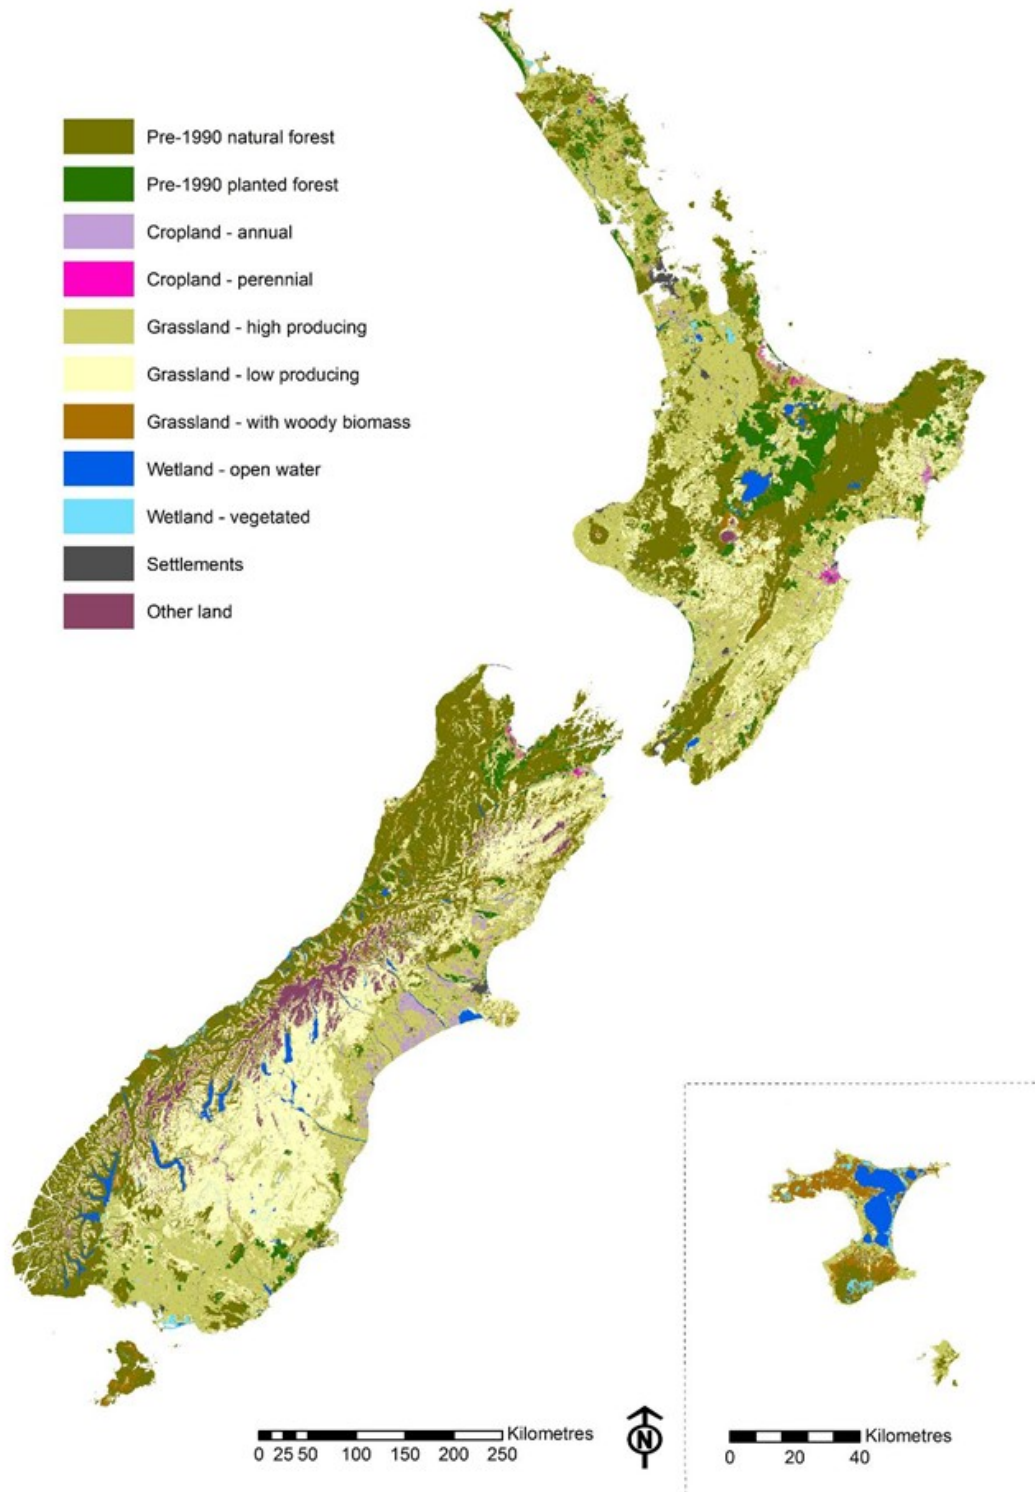 Pre-1990 natural forest
Pre-1990 planted forest
Cropland - annual
Cropland - perennial
Grassland - high producing
Grassland - low producing
Grassland - with woody biomass
Wetland - open water
Wetland - vegetated
Settlements
Other land
Kilometres
0 25 50 100 150 200 250
N
Kilometres
0 20 40